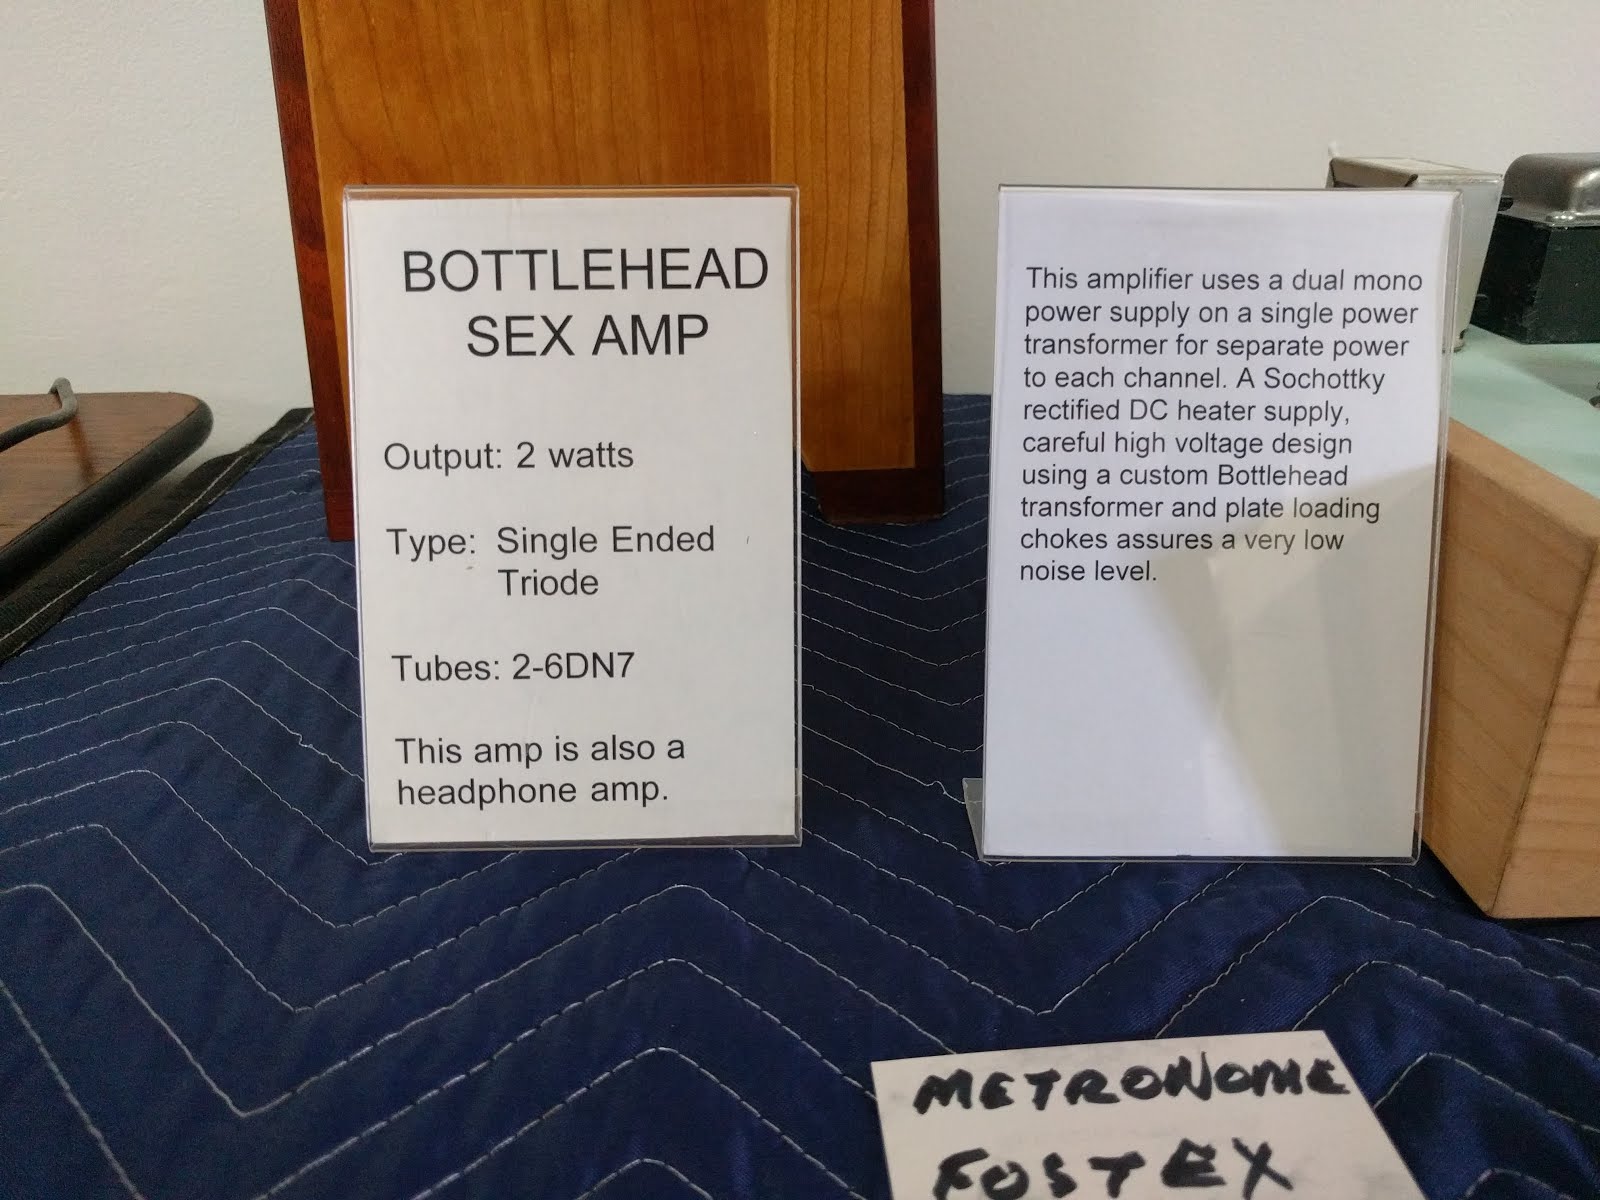 BOTTLEHEAD
SEX AMP
Output: 2 watts
Type: Single Ended
Triode
Tubes: 2-6DN7
This amp is also a
headphone amp.
This amplifier uses a dual mono
power supply on a single power
transformer for separate power
to each channel. A Sochottky
rectified DC heater supply,
careful high voltage design
using a custom Bottlehead
transformer and plate loading
chokes assures a very low
noise level.
METRONOME
FOSTEX